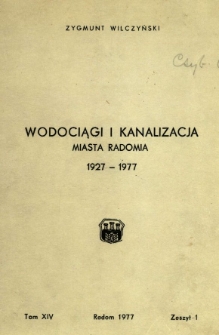 ZYGMUNT WILCZYŃSKI
WODOCIĄGI I KANALIZACJA
MIASTA RADOMIA
1927 – 1977
Tom XIV Radom 1977 Zeszyt 1